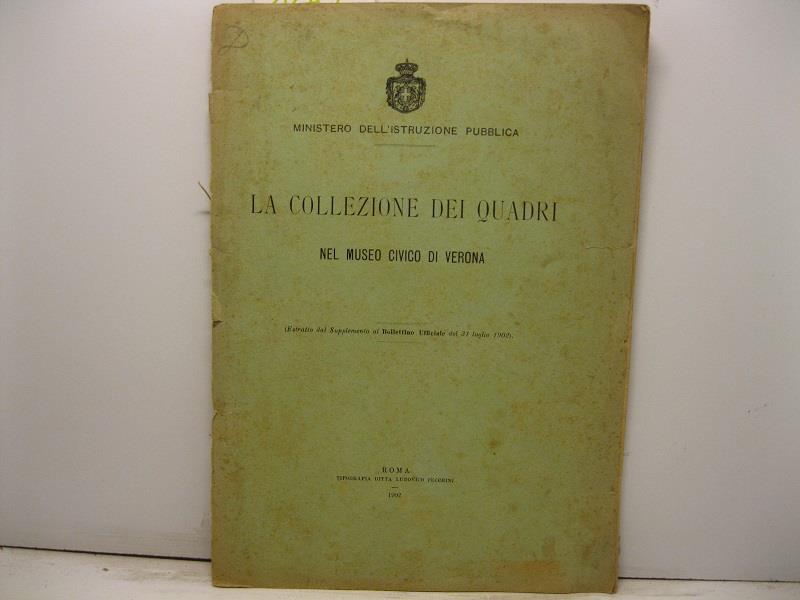 D
MINISTERO DELL'ISTRUZIONE PUBBLICA
LA COLLEZIONE DEI QUADRI
NEL MUSEO CIVICO DI VERONA
(Estratto dal Supplemento al Bollettino Ufficiale del 31 luglio 1902).
ROMA
TIPOGRAFIA DITTA LUDOVICO CECCHINI
1902